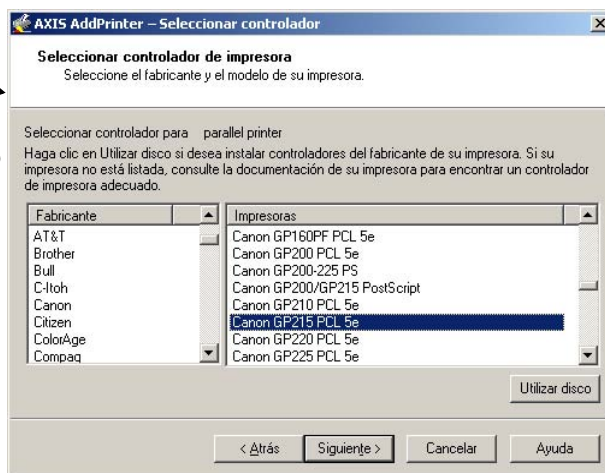 AXIS AddPrinter – Seleccionar controlador
Seleccionar controlador de impresora
Seleccione el fabricante y el modelo de su impresora.
Seleccionar controlador para parallel printer
Haga clic en Utilizar disco si desea instalar controladores del fabricante de su impresora. Si su
impresora no está listada, consulte la documentación de su impresora para encontrar un controlador
de impresora adecuado.
Fabricante
AT&T
Brother
Bull
C-Itoh
Canon
Citizen
ColorAge
Compaq
Impresoras
Canon GP160PF PCL 5e
Canon GP200 PCL 5e
Canon GP200-225 PS
Canon GP200/GP215 PostScript
Canon GP210 PCL 5e
Canon GP215 PCL 5e
Canon GP220 PCL 5e
Canon GP225 PCL 5e
Utilizar disco
< Atrás
Siguiente >
Cancelar
Ayuda